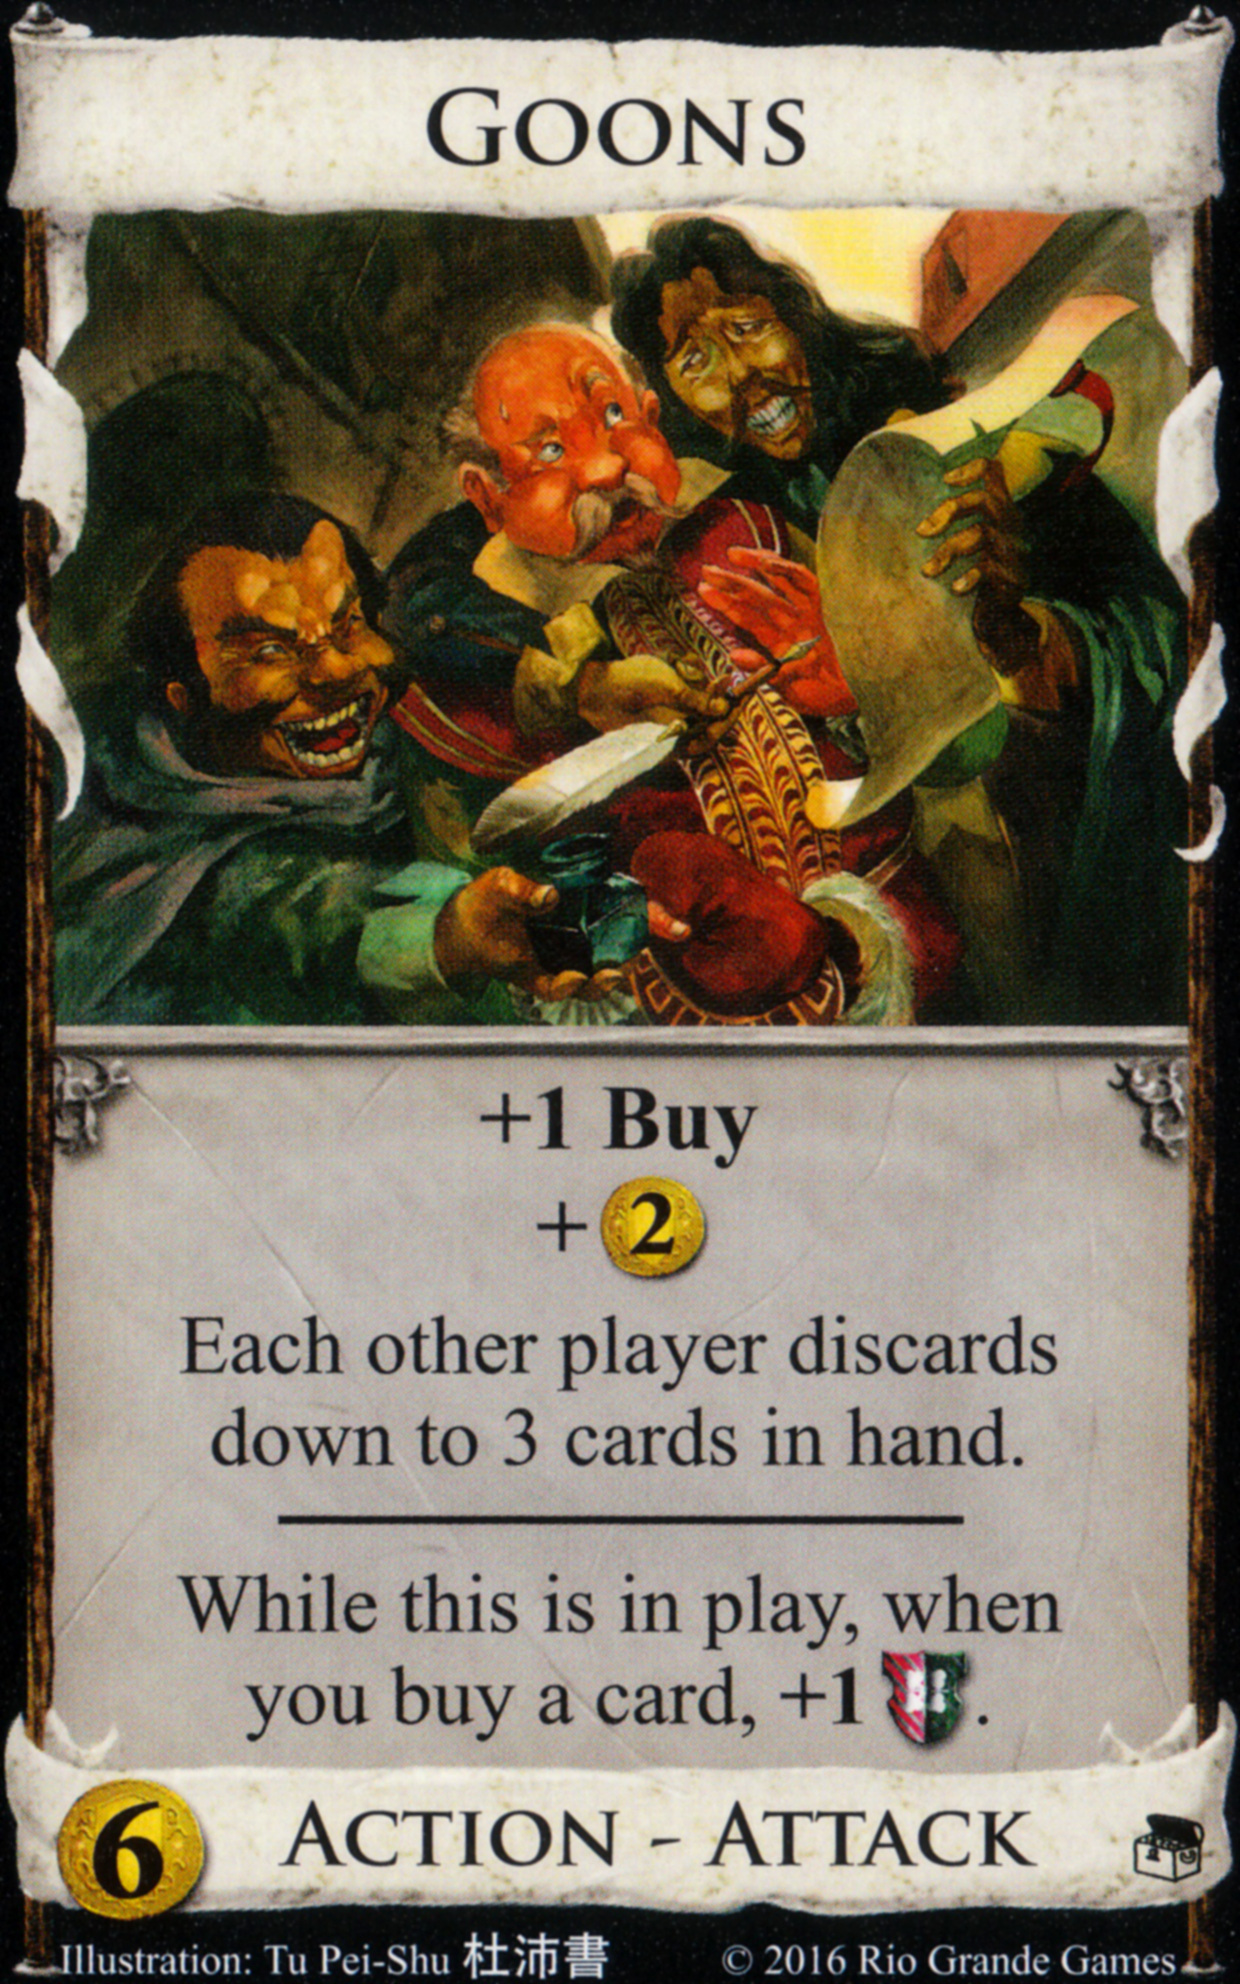 GOONS
+1 Buy
+ 2
Each other player discards
down to 3 cards in hand.
While this is in play, when
you buy a card, +1 .
6 ACTION - ATTACK
Illustration: Tu Pei-Shu 杜沛書 © 2016 Rio Grande Games